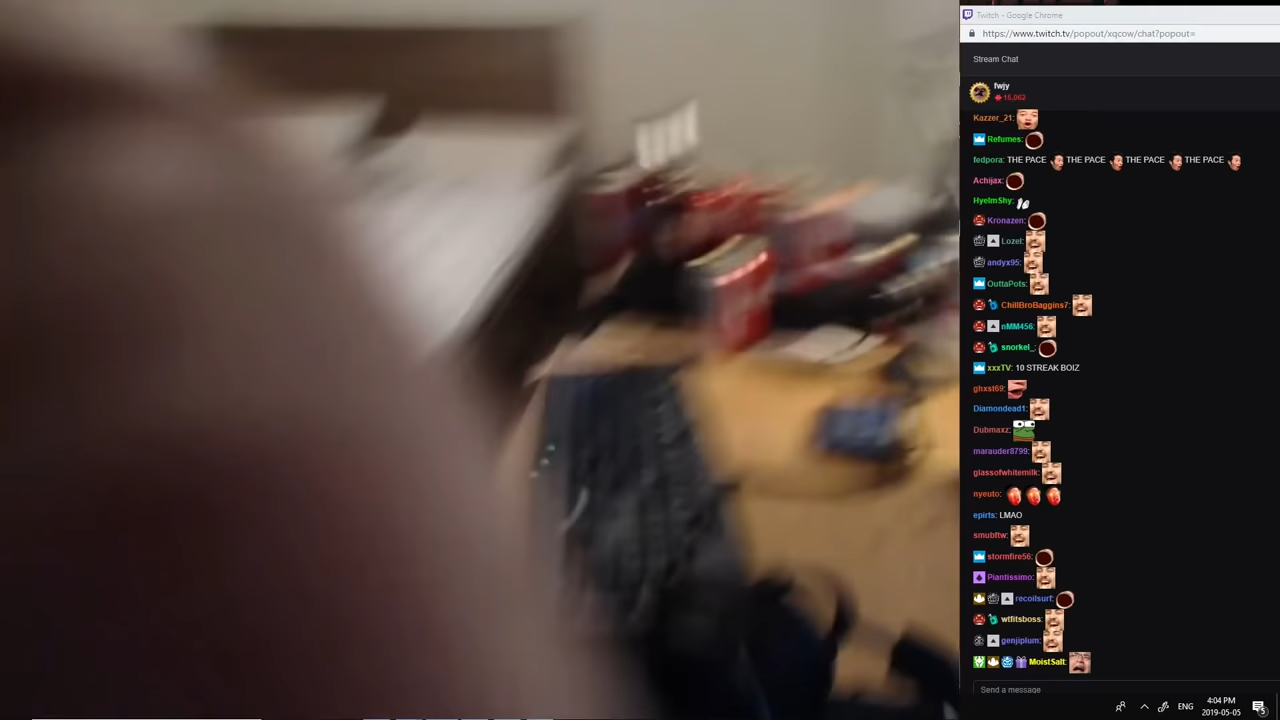 Twitch - Google Chrome
https://www.twitch.tv/popout/xqcow/chat?popout=
Stream Chat
fwjy
15,062
Kazzer_21:
Refumes:
fedpora: THE PACE THE PACE THE PACE THE PACE
Achijax:
HyelmShy:
Kronazen:
Lozel:
andyx95:
OuttaPots:
ChillBroBaggins7:
nMM456:
snorkel_:
xxxTV: 10 STREAK BOIZ
ghxst69:
Diamondead1:
Dubmaxz:
marauder8799:
glassofwhitemilk:
nyeuto:
epirts: LMAO
smubftw:
stormfire56:
Piantissimo:
recoilsurf:
wtfitsboss:
genjiplum:
MoistSalt:
Send a message
ENG
4:04 PM
2019-05-05